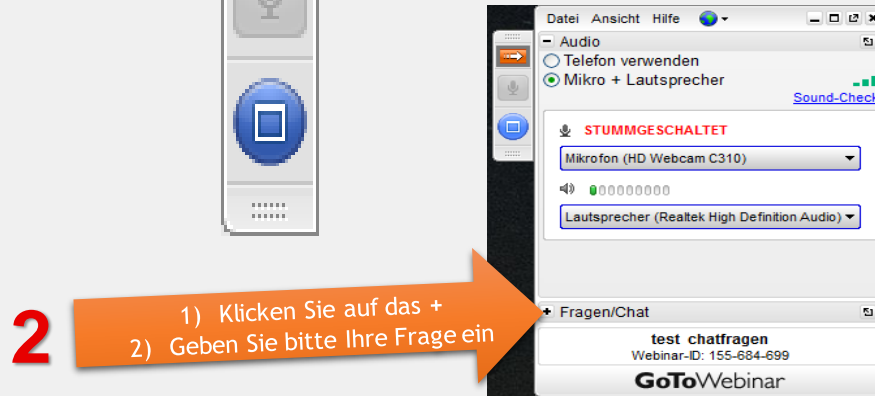 Datei Ansicht Hilfe
Audio
Telefon verwenden
Mikro + Lautsprecher
Sound-Check
STUMMGESCHALTET
Mikrofon (HD Webcam C310)
Lautsprecher (Realtek High Definition Audio)
2
1) Klicken Sie auf das +
2) Geben Sie bitte Ihre Frage ein
Fragen/Chat
test chatfragen
Webinar-ID: 155-684-699
GoToWebinar